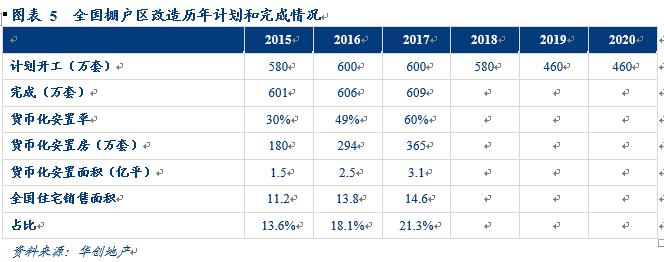 图表 5 全国棚户区改造历年计划和完成情况
2015 2016 2017 2018 2019 2020
计划开工（万套） 580 600 600 580 460 460
完成（万套） 601 606 609
货币化安置率 30% 49% 60%
货币化安置房（万套） 180 294 365
货币化安置面积（亿平） 1.5 2.5 3.1
全国住宅销售面积 11.2 13.8 14.6
占比 13.6% 18.1% 21.3%
资料来源：华创地产